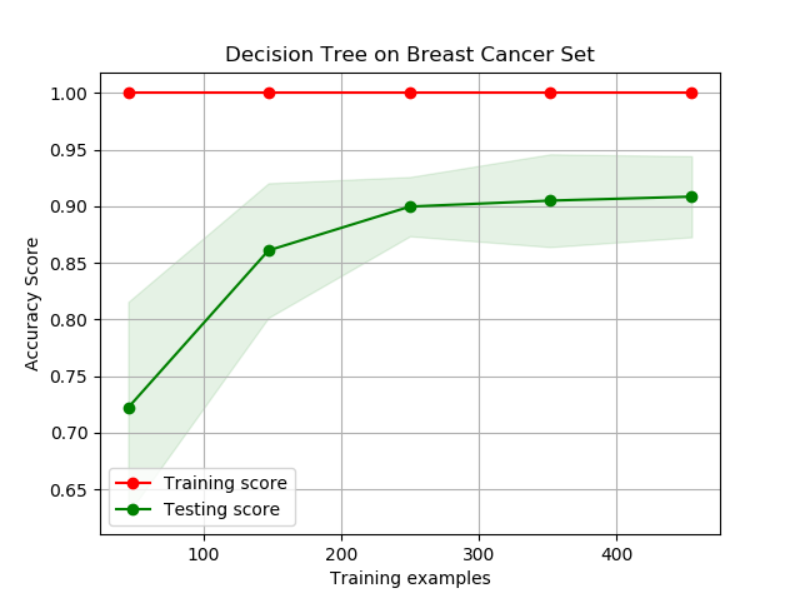 Decision Tree on Breast Cancer Set
1.00
0.95
0.90
0.85
0.80
0.75
0.70
0.65
Accuracy Score
Training score
Testing score
100 200 300 400
Training examples